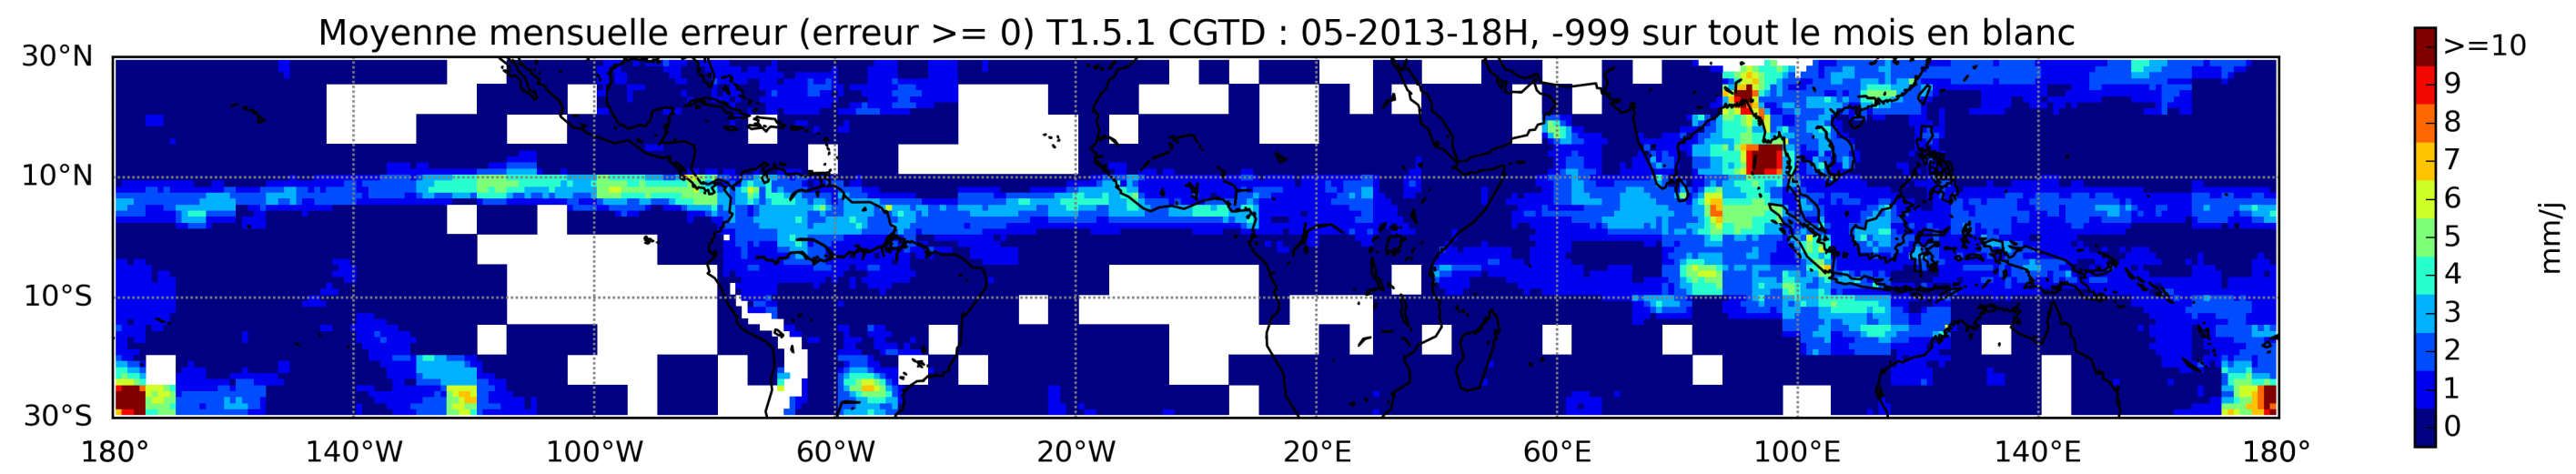 Moyenne mensuelle erreur (erreur >= 0) T1.5.1 CGTD : 05-2013-18H, -999 sur tout le mois en blanc
30°N
10°N
10°S
30°S
180° 140°W 100°W 60°W 20°W 20°E 60°E 100°E 140°E 180°
>=10
9
8
7
6
5
4
3
2
1
0
mm/j